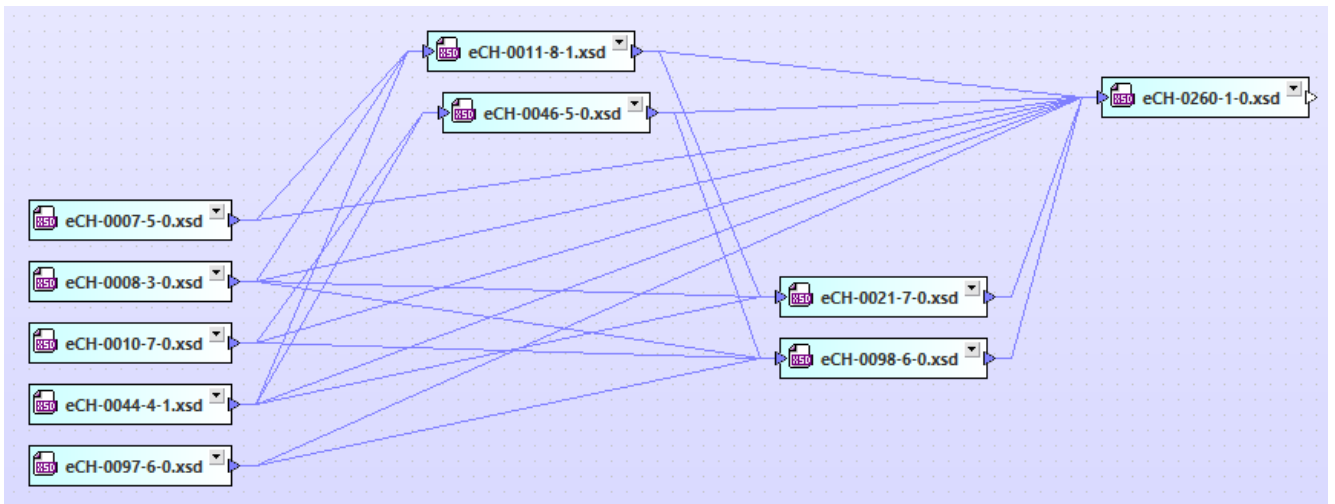 eCH-0011-8-1.xsd
eCH-0260-1-0.xsd
eCH-0046-5-0.xsd
eCH-0007-5-0.xsd
eCH-0008-3-0.xsd
eCH-0021-7-0.xsd
eCH-0010-7-0.xsd
eCH-0098-6-0.xsd
eCH-0044-4-1.xsd
eCH-0097-6-0.xsd